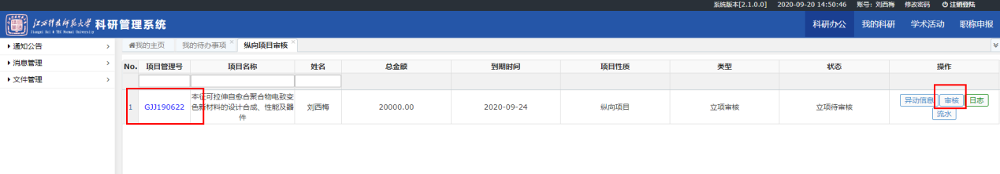 系统版本[2.1.0.0] 2020-09-20 14:50:46 账号：刘西梅 修改密码 注销登陆
江西科技师范大学 科研管理系统
科研办公 我的科研 学术活动 职称申报
通知公告
消息管理
文件管理
我的主页 我的待办事项 纵向项目审核
No. 项目管理号 项目名称 姓名 总金额 到期时间 项目性质 类型 状态 操作
1 GJJ190622 本征可拉伸自愈合聚合物电致变色新材料的设计合成、性能及器件 刘西梅 20000.00 2020-09-24 纵向项目 立项审核 立项待审核 异动信息 审核 日志
流水